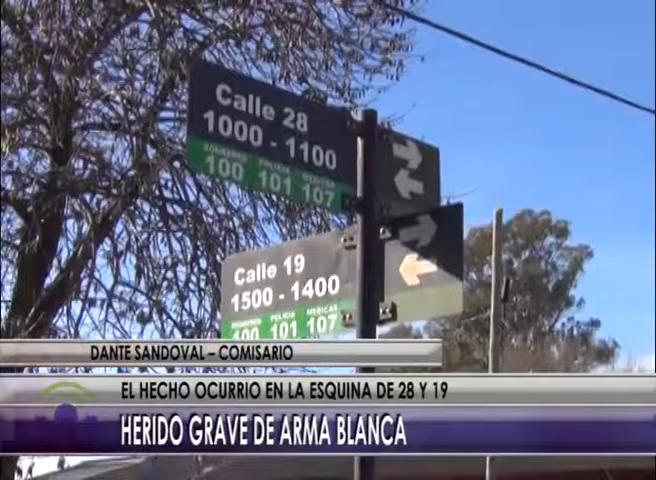 Calle 28
1000 - 1100
BOMBEROS POLICIA MEDICAS
100 101 107
Calle 19
1500 - 1400
BOMBEROS POLICIA MEDICAS
100 101 107
DANTE SANDOVAL – COMISARIO
EL HECHO OCURRIO EN LA ESQUINA DE 28 Y 19
HERIDO GRAVE DE ARMA BLANCA